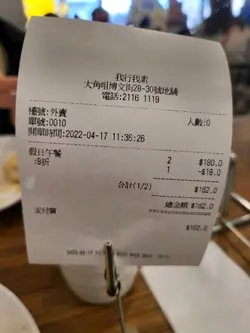 我行我素
大角咀博文街28-30號地舖
電話:2116 1119
檯號:外賣
人數:0
單號:0010
開單時間:2022-04-17 11:36:26
假日午餐 2 $180.0
:9折 1 -$18.0
合計(1/2) $162.0
總金額 $162.0
支付寶 $162.0